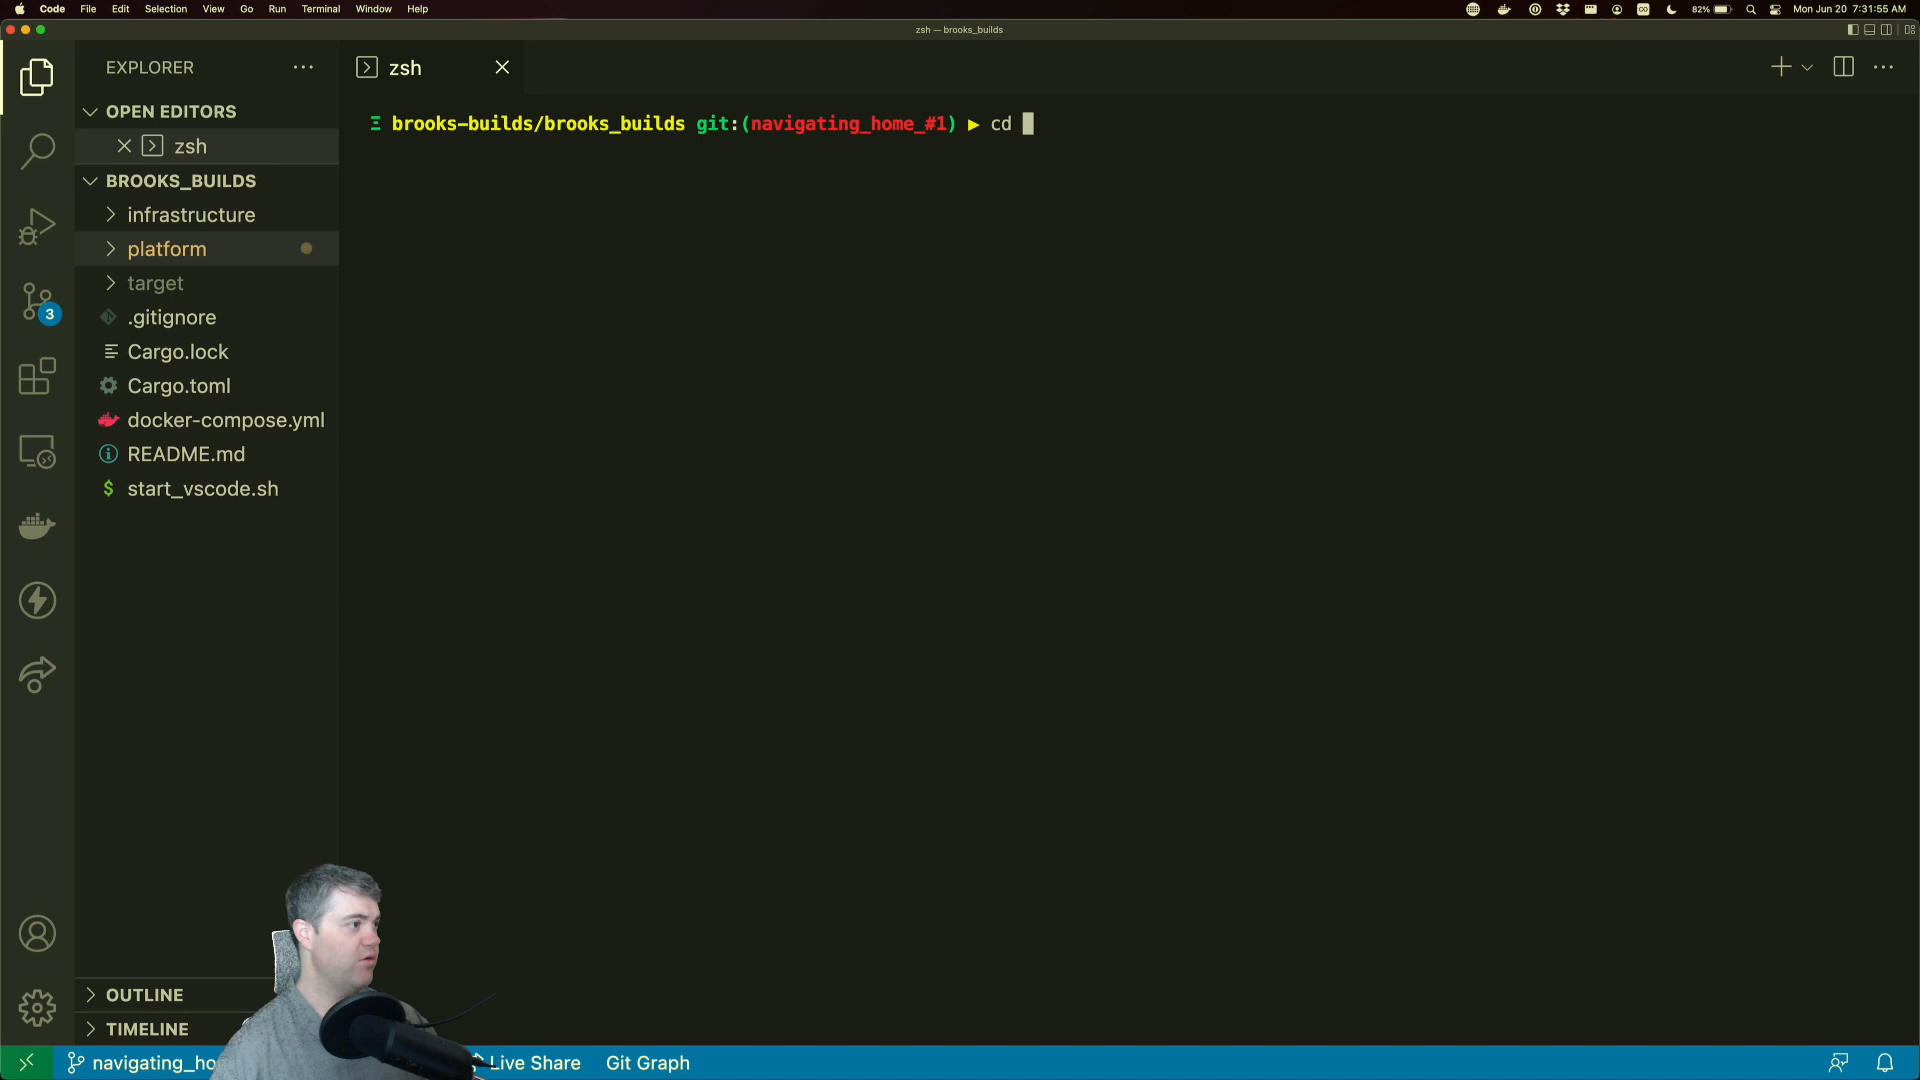 Code File Edit Selection View Go Run Terminal Window Help
82% Mon Jun 20 7:31:55 AM
zsh — brooks_builds
EXPLORER
zsh
OPEN EDITORS
zsh
BROOKS_BUILDS
infrastructure
platform
target
.gitignore
Cargo.lock
Cargo.toml
docker-compose.yml
README.md
start_vscode.sh
OUTLINE
TIMELINE
3
Ξ brooks-builds/brooks_builds git:(navigating_home_#1) ▶ cd
navigating_ho
Live Share Git Graph